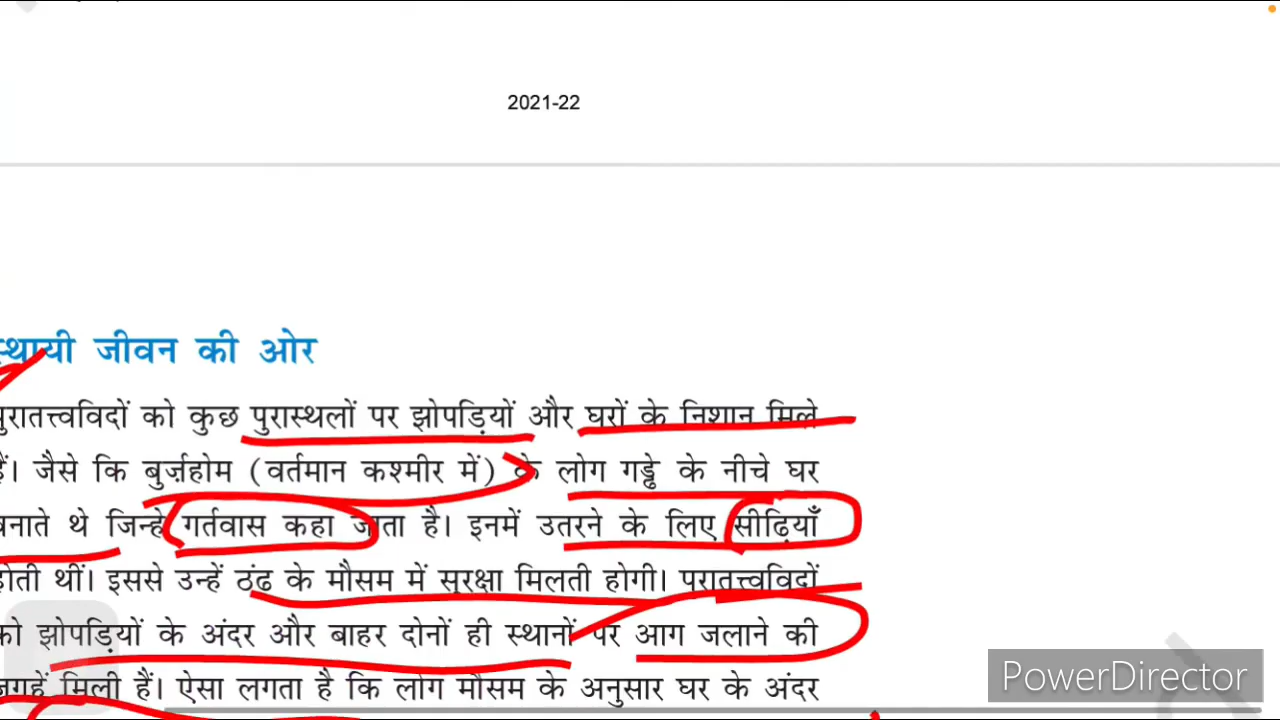 2021-22
स्थायी जीवन की ओर
पुरातत्त्वविदों को कुछ पुरास्थलों पर झोपड़ियों और घरों के निशान मिले
हैं। जैसे कि बुर्ज़होम (वर्तमान कश्मीर में) के लोग गड्ढे के नीचे घर
बनाते थे जिन्हें गर्तवास कहा जाता है। इनमें उतरने के लिए सीढ़ियाँ
होती थीं। इससे उन्हें ठंढ के मौसम में सुरक्षा मिलती होगी। पुरातत्त्वविदों
को झोपड़ियों के अंदर और बाहर दोनों ही स्थानों पर आग जलाने की
जगहें मिली हैं। ऐसा लगता है कि लोग मौसम के अनुसार घर के अंदर
PowerDirector